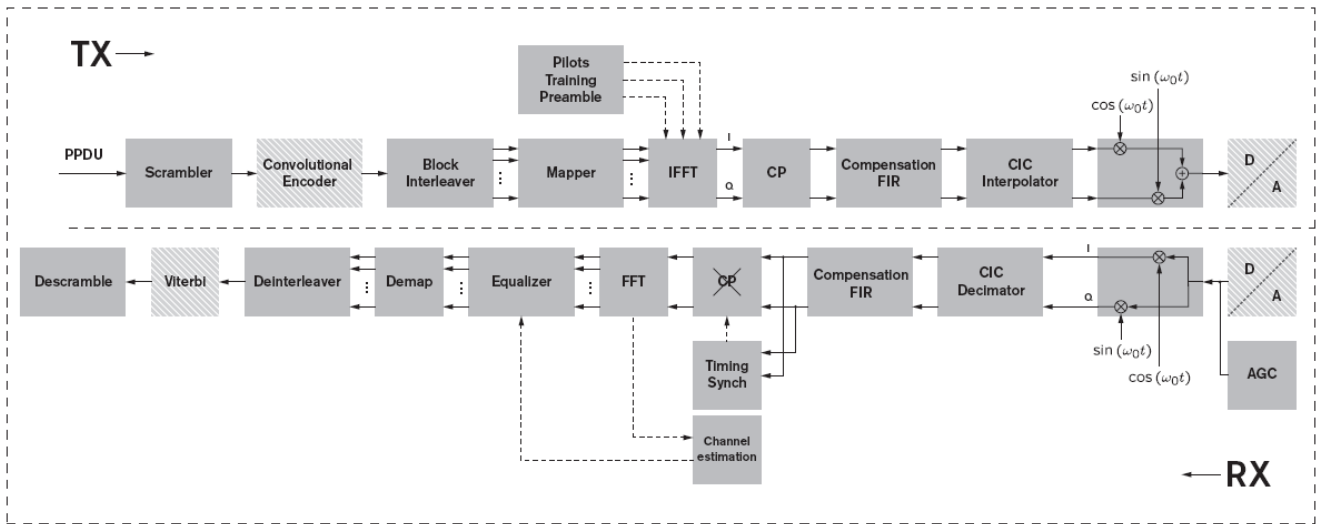 TX
Pilots
Training
Preamble
sin (ω₀t)
cos (ω₀t)
PPDU
Scrambler
Convolutional
Encoder
Block
Interleaver
Mapper
IFFT
I
Q
CP
Compensation
FIR
CIC
Interpolator
D
A
Descramble
Viterbi
Deinterleaver
Demap
Equalizer
FFT
CP
Compensation
FIR
CIC
Decimator
I
Q
D
A
sin (ω₀t)
cos (ω₀t)
Timing
Synch
AGC
Channel
estimation
RX